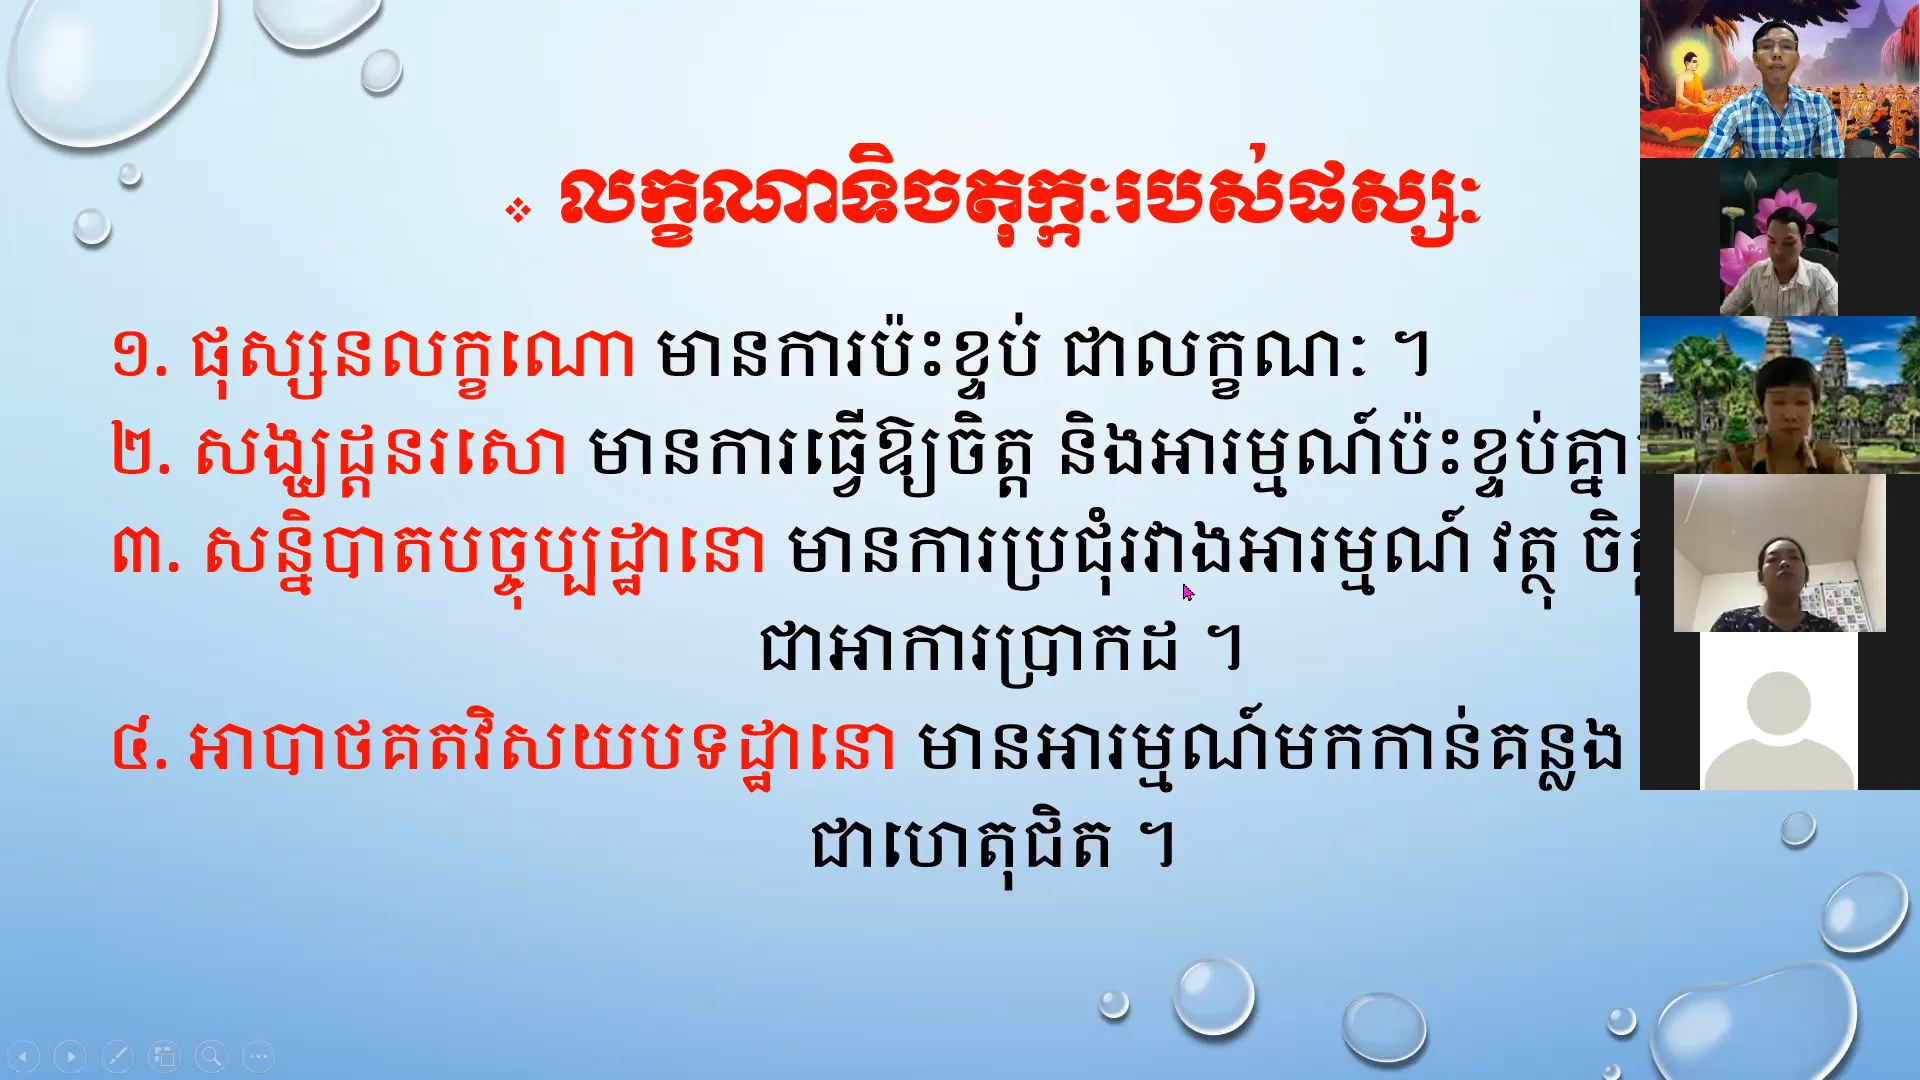 ❖ លក្ខណាទិចតុក្កៈរបស់ផស្សៈ
១. ផុស្សនលក្ខណោ មានការប៉ះខ្ទប់ ជាលក្ខណៈ ។
២. សង្ឃដ្តនរសោ មានការធ្វើឱ្យចិត្ត និងអារម្មណ៍ប៉ះខ្ទប់គ្នា
៣. សន្និបាតបច្ចុប្បដ្ឋានោ មានការប្រជុំរវាងអារម្មណ៍ វត្ថុ
ជាអាការប្រាកដ ។
៤. អាបាថគតវិសយបទដ្ឋានោ មានអារម្មណ៍មកកាន់គន្លង
ជាហេតុជិត ។